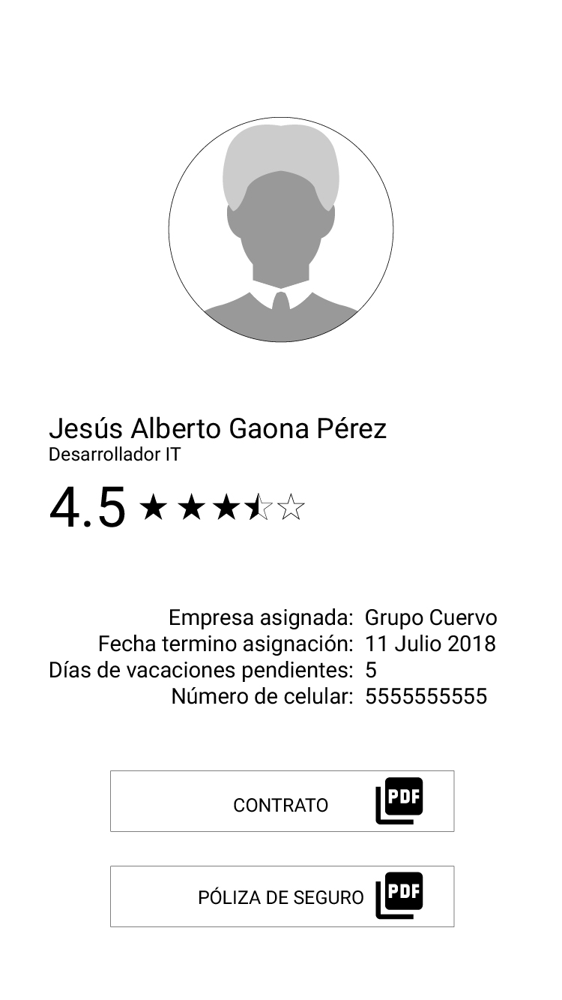 Jesús Alberto Gaona Pérez
Desarrollador IT
4.5
Empresa asignada: Grupo Cuervo
Fecha termino asignación: 11 Julio 2018
Días de vacaciones pendientes: 5
Número de celular: 5555555555
CONTRATO PDF
PÓLIZA DE SEGURO PDF